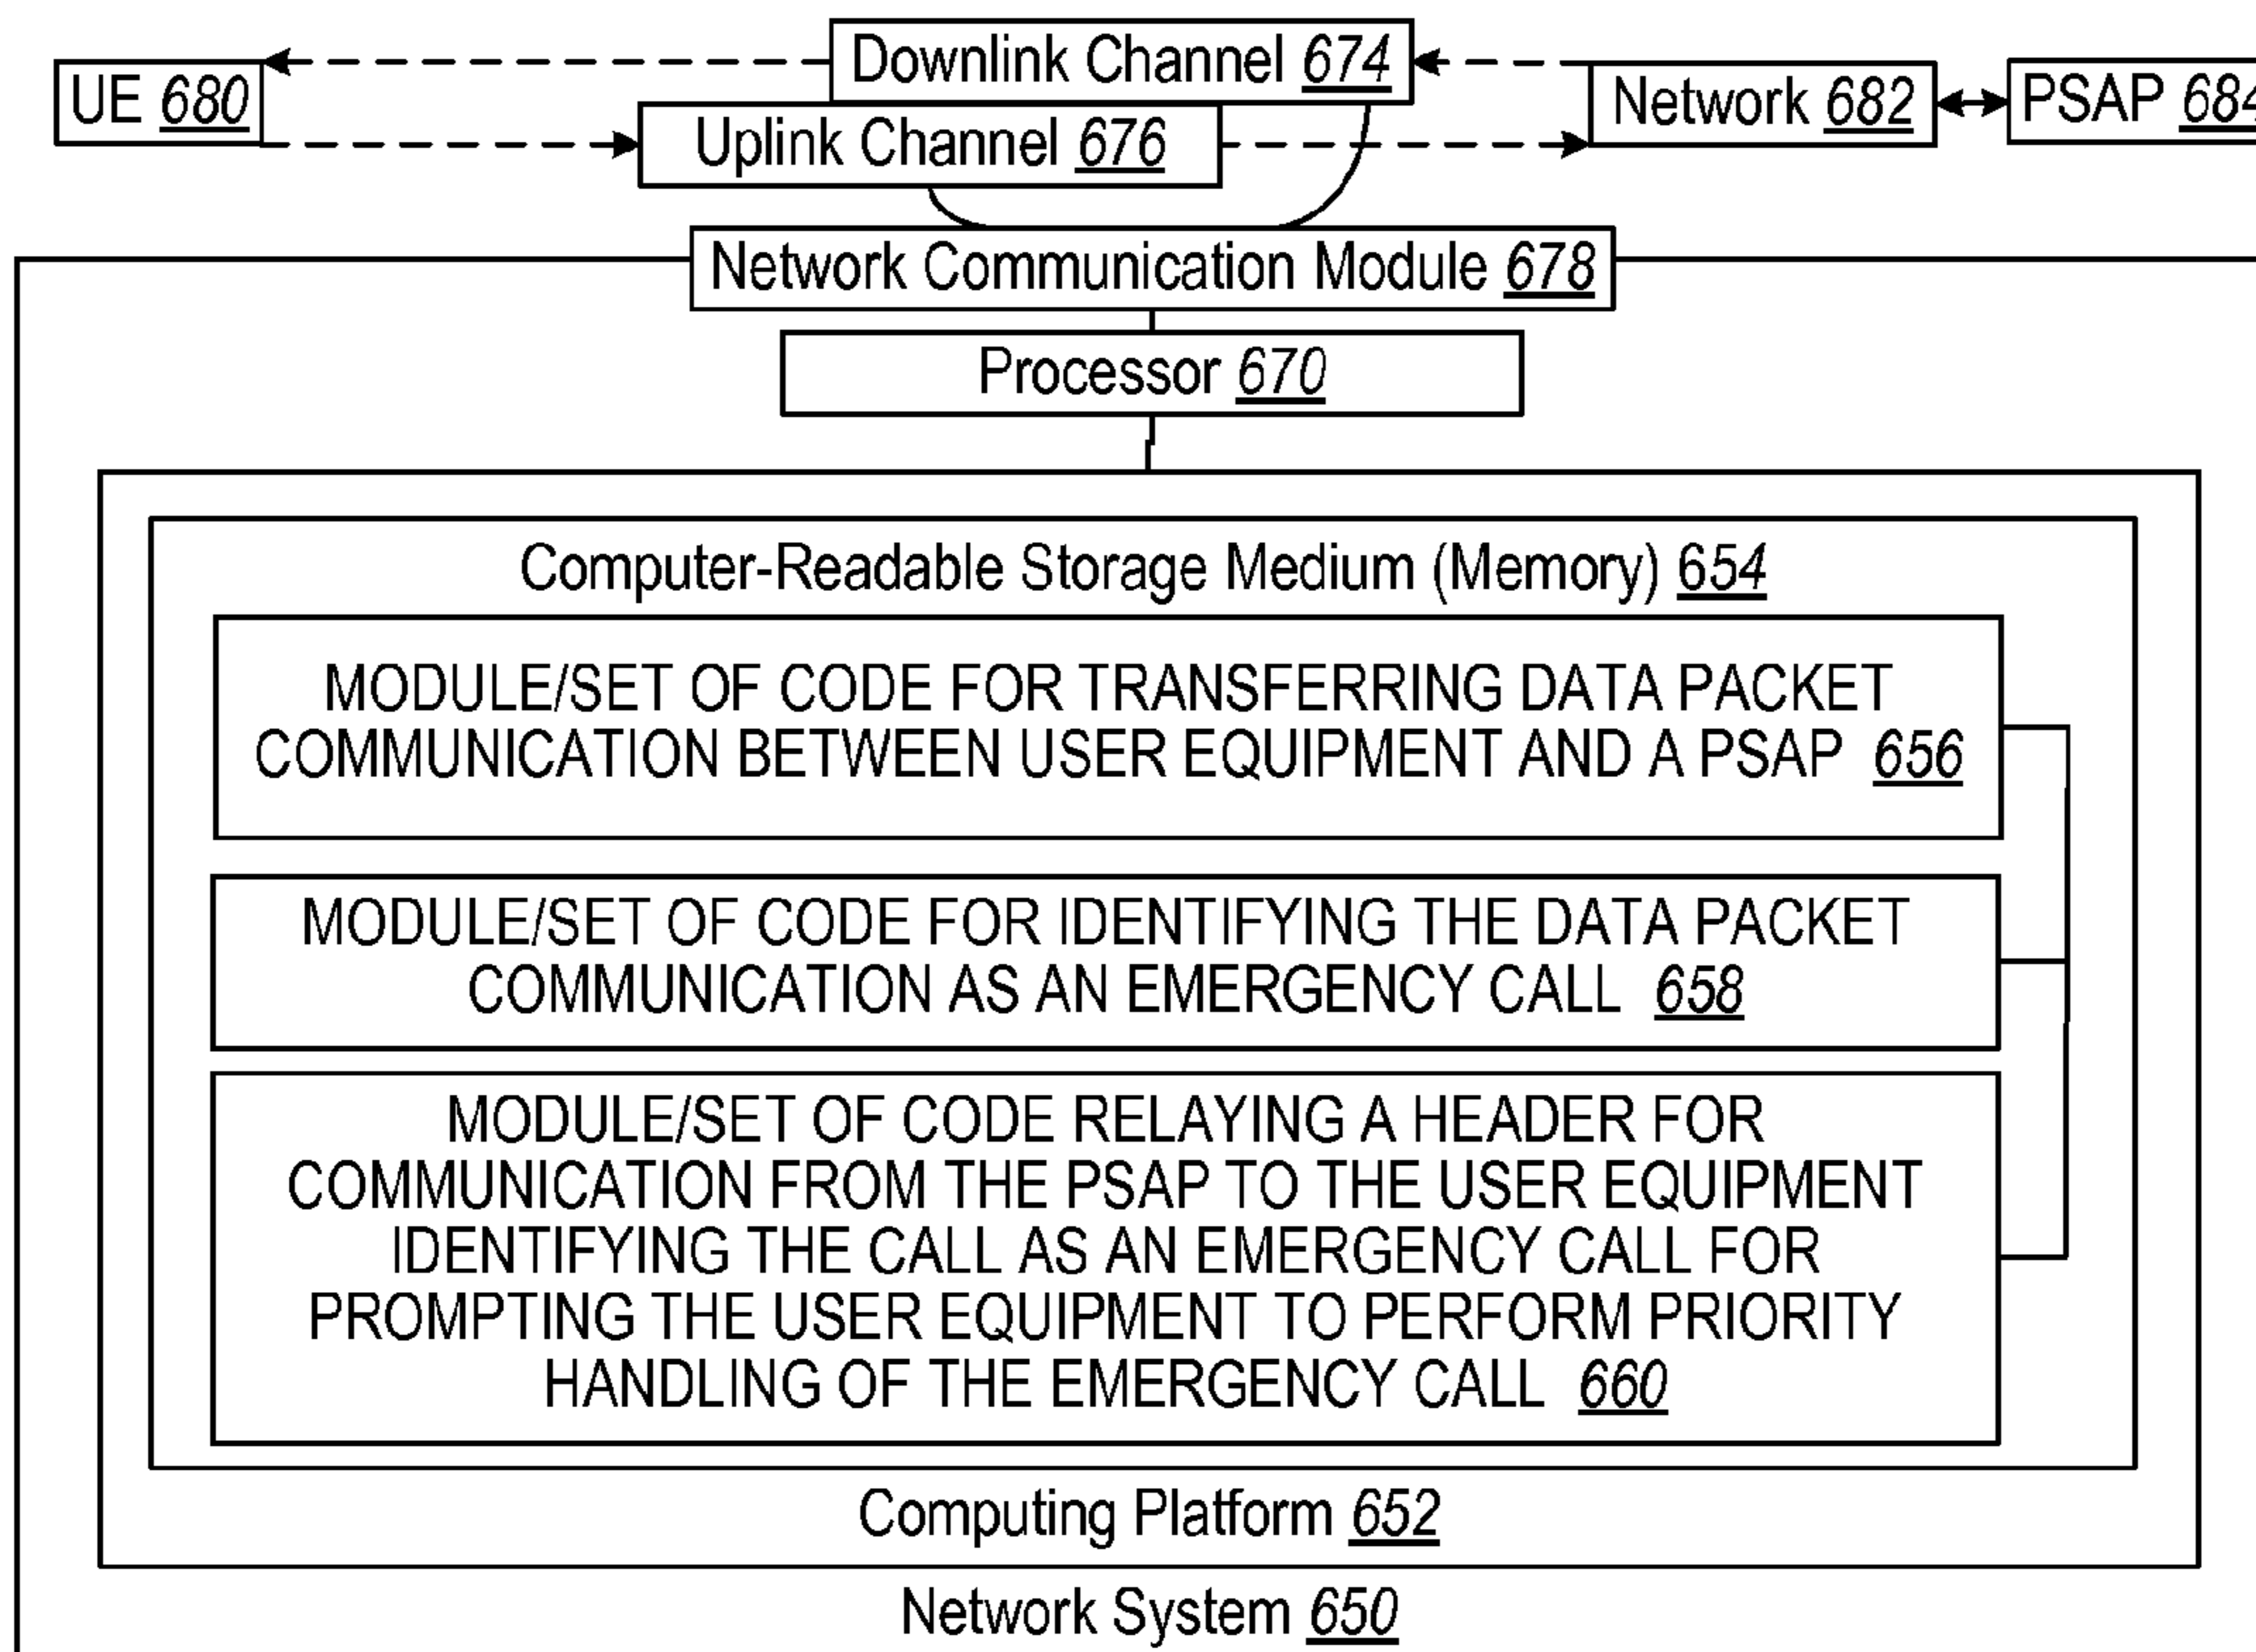 Downlink Channel 674
UE 680
Network 682
PSAP 684
Uplink Channel 676
Network Communication Module 678
Processor 670
Computer-Readable Storage Medium (Memory) 654
MODULE/SET OF CODE FOR TRANSFERRING DATA PACKET
COMMUNICATION BETWEEN USER EQUIPMENT AND A PSAP 656
MODULE/SET OF CODE FOR IDENTIFYING THE DATA PACKET
COMMUNICATION AS AN EMERGENCY CALL 658
MODULE/SET OF CODE RELAYING A HEADER FOR
COMMUNICATION FROM THE PSAP TO THE USER EQUIPMENT
IDENTIFYING THE CALL AS AN EMERGENCY CALL FOR
PROMPTING THE USER EQUIPMENT TO PERFORM PRIORITY
HANDLING OF THE EMERGENCY CALL 660
Computing Platform 652
Network System 650